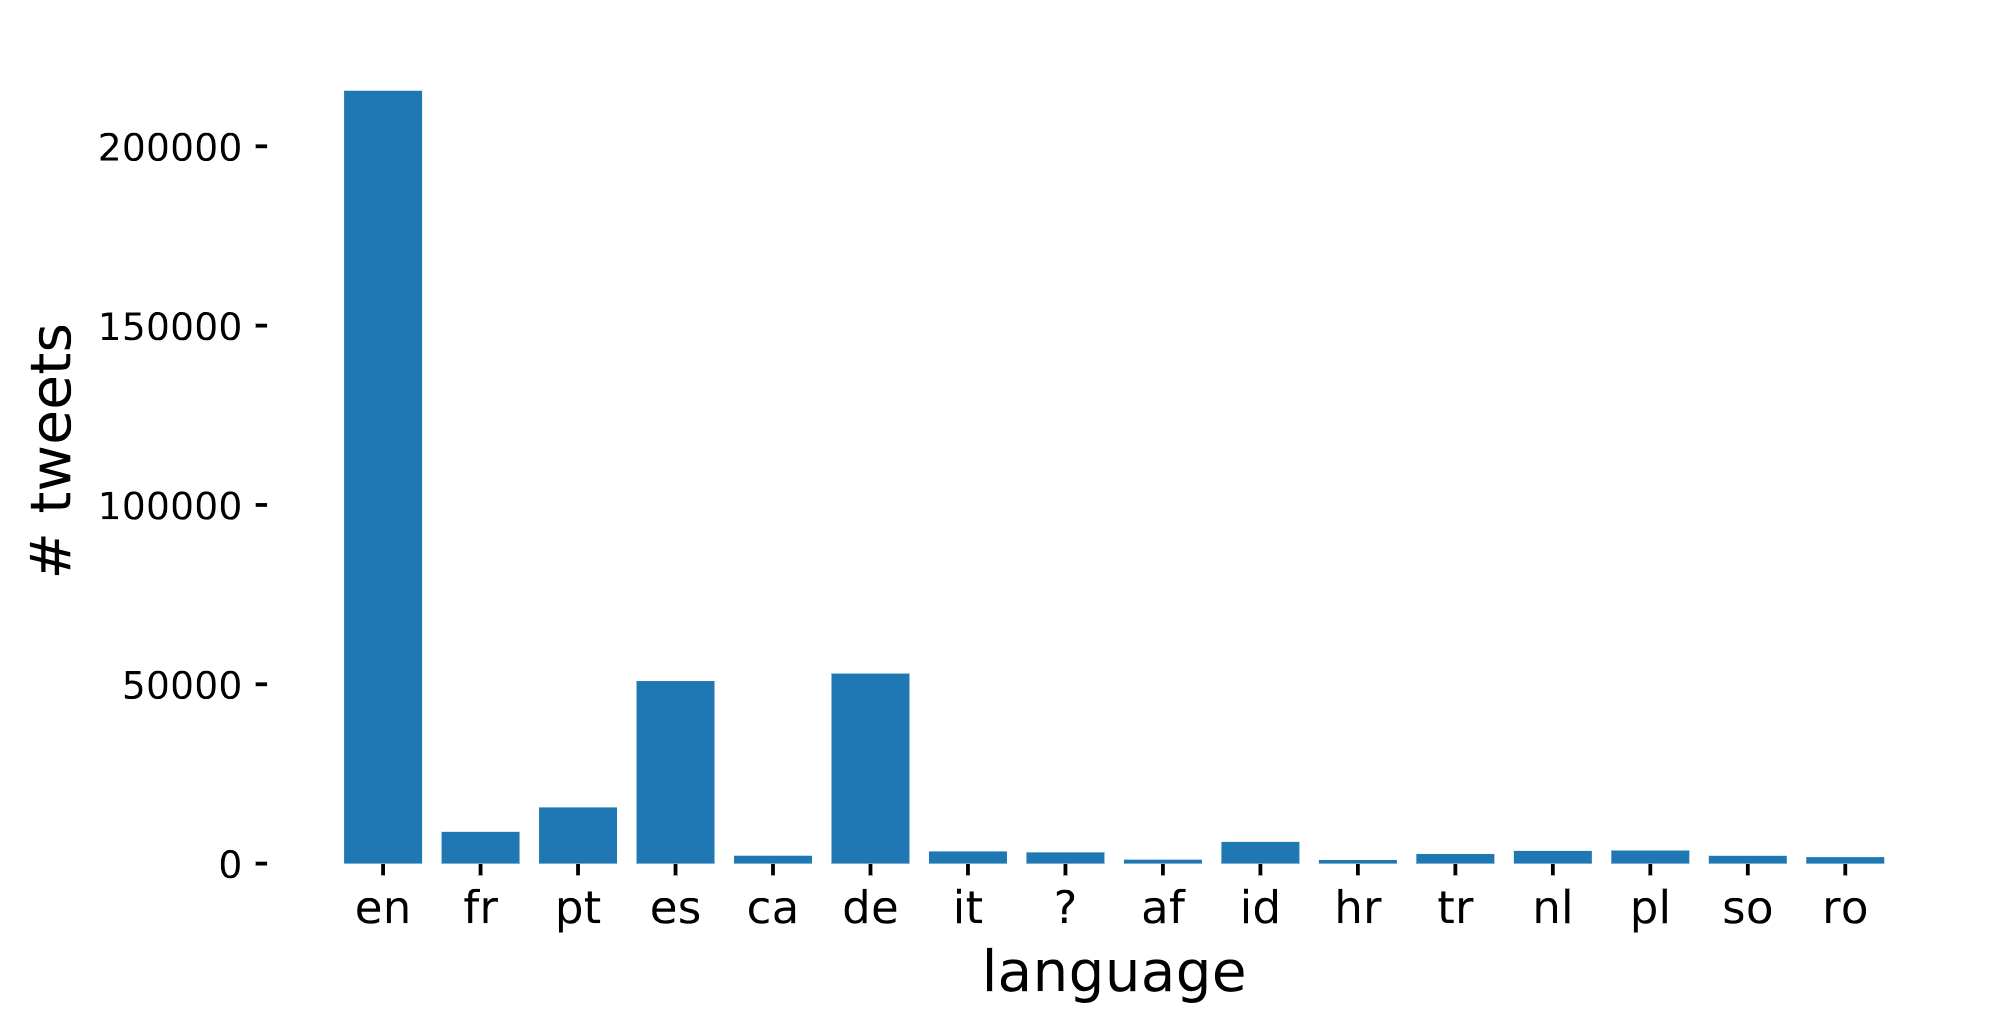 # tweets
200000
150000
100000
50000
0
en fr pt es ca de it ? af id hr tr nl pl so ro
language